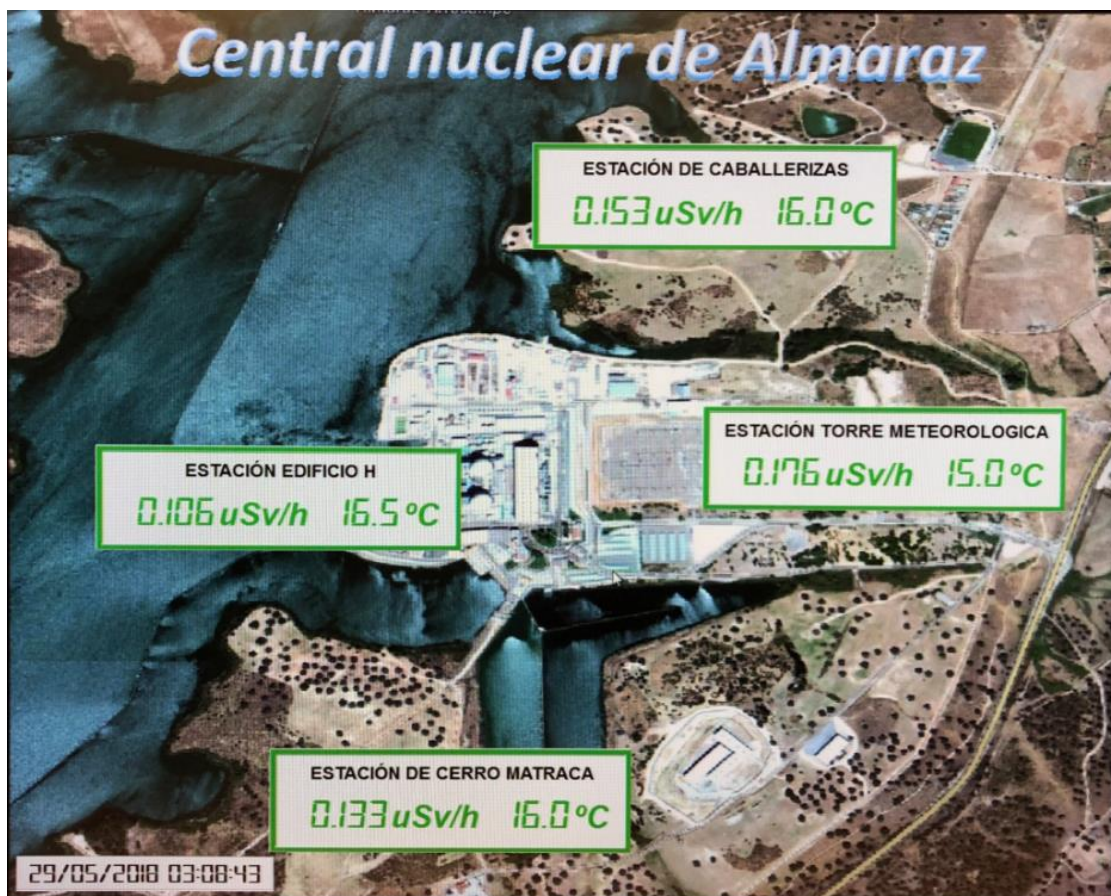 Central nuclear de Almaraz
ESTACIÓN DE CABALLERIZAS
0.153 uSv/h 16.0 ºC
ESTACIÓN TORRE METEOROLOGICA
0.176 uSv/h 15.0 ºC
ESTACIÓN EDIFICIO H
0.106 uSv/h 16.5 ºC
ESTACIÓN DE CERRO MATRACA
0.133 uSv/h 16.0 ºC
29/05/2018 03:08:43